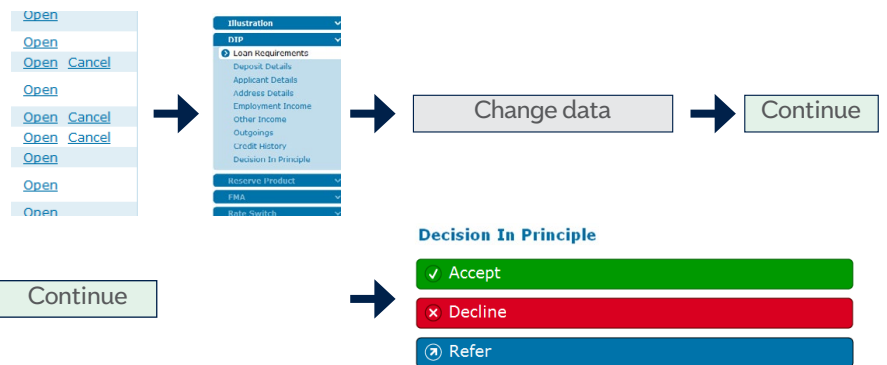 Open
Open
Open Cancel
Open
Open Cancel
Open Cancel
Open
Open
Open
Illustration
DIP
Loan Requirements
Deposit Details
Applicant Details
Address Details
Employment Income
Other Income
Outgoings
Credit History
Decision In Principle
Reserve Product
FMA
Rate Switch
Change data
Continue
Continue
Decision In Principle
Accept
Decline
Refer